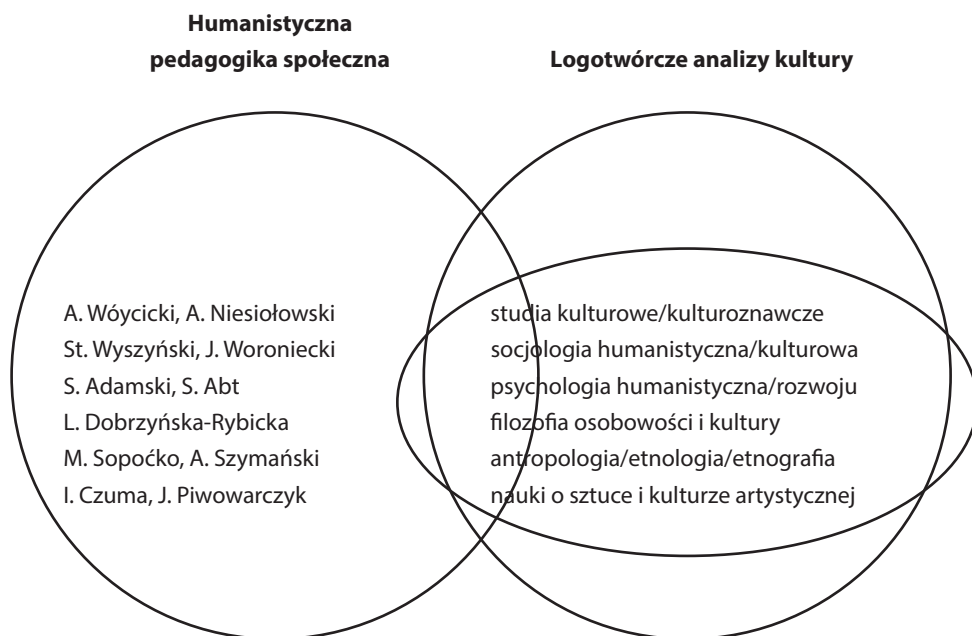 Humanistyczna
pedagogika społeczna
Logotwórcze analizy kultury
A. Wóycicki, A. Niesiołowski
St. Wyszyński, J. Woroniecki
S. Adamski, S. Abt
L. Dobrzyńska-Rybicka
M. Sopoćko, A. Szymański
I. Czuma, J. Piwowarczyk
studia kulturowe/kulturoznawcze
socjologia humanistyczna/kulturowa
psychologia humanistyczna/rozwoju
filozofia osobowości i kultury
antropologia/etnologia/etnografia
nauki o sztuce i kulturze artystycznej